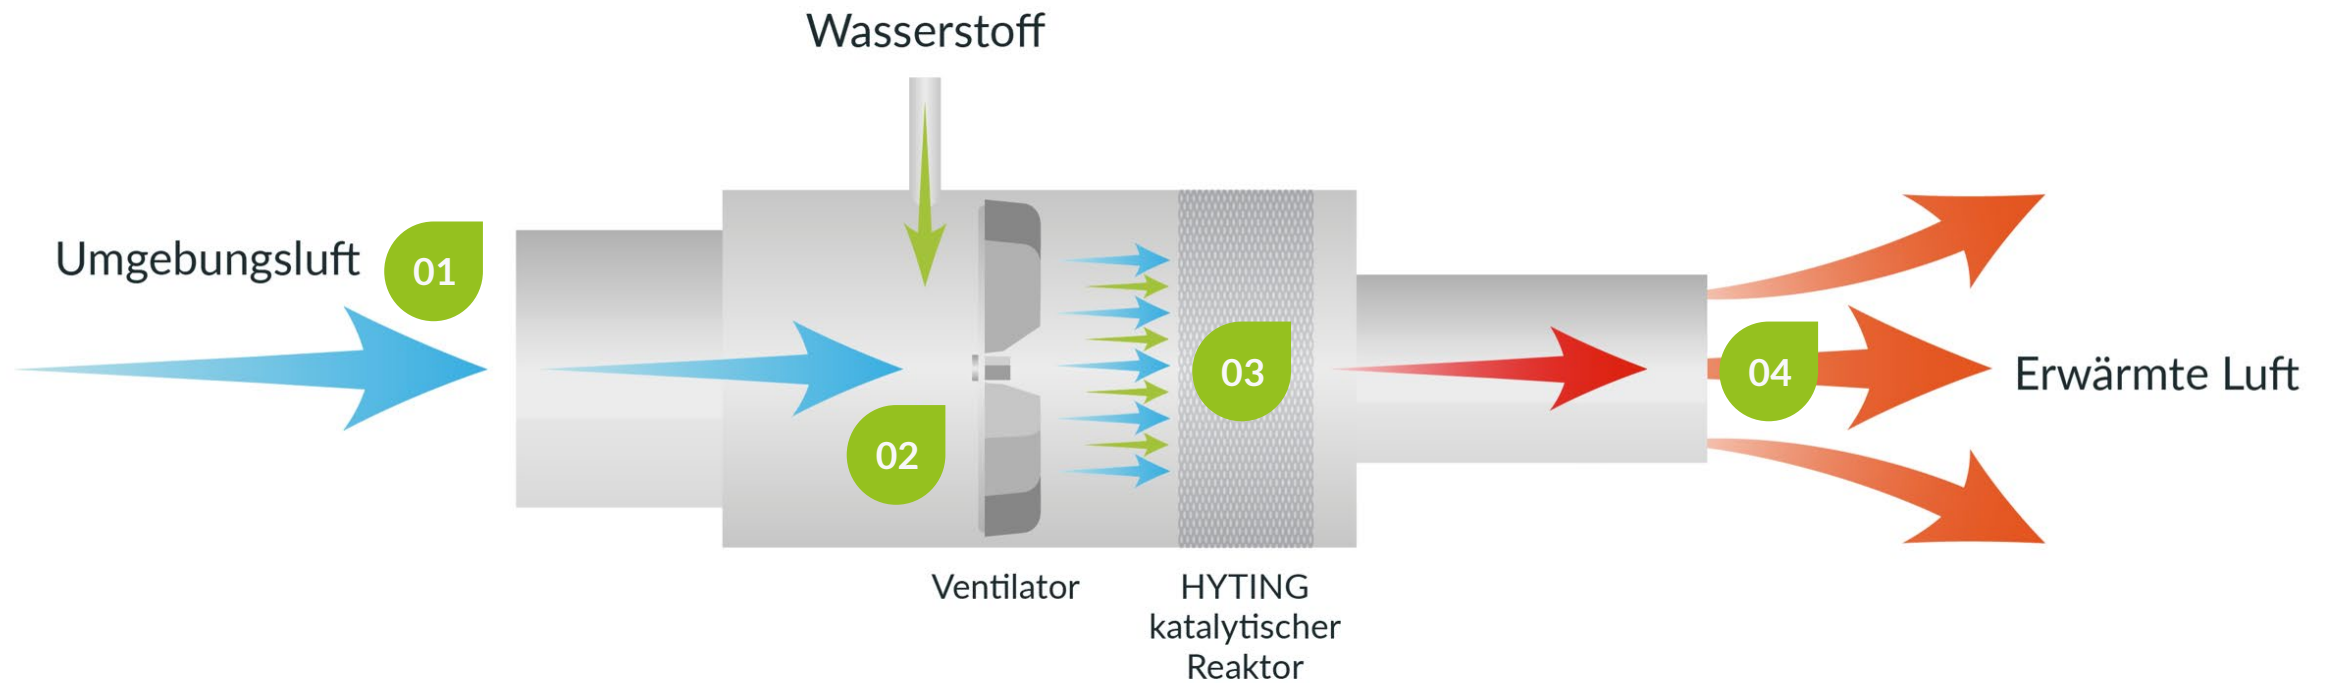 Wasserstoff
Umgebungsluft
01
02
03
04
Erwärmte Luft
Ventilator
HYTING
katalytischer
Reaktor